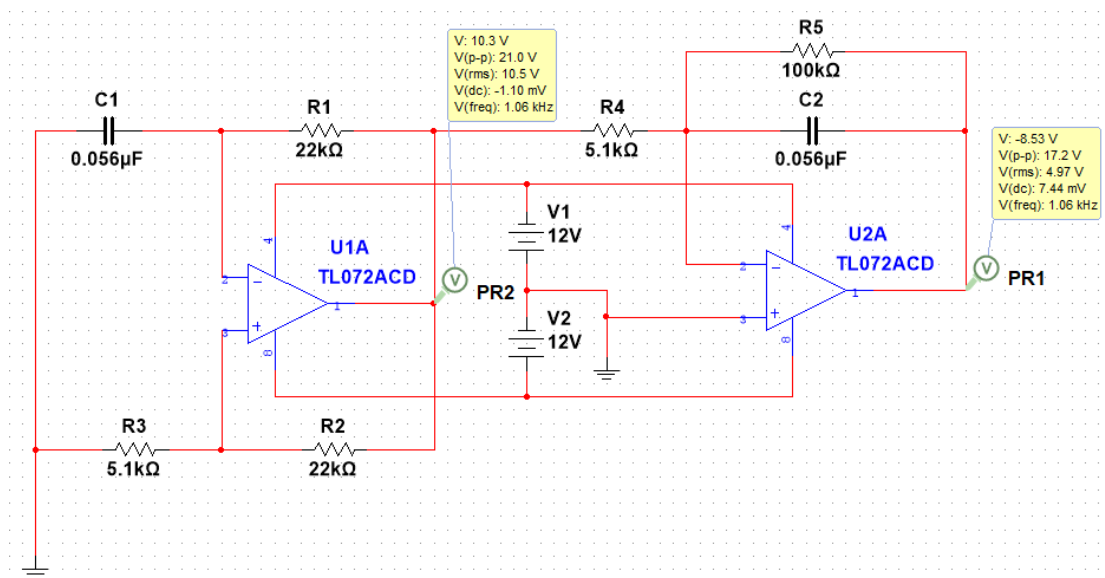 V: 10.3 V
V(p-p): 21.0 V
V(rms): 10.5 V
V(dc): -1.10 mV
V(freq): 1.06 kHz
R5
100kΩ
C1
0.056µF
R1
22kΩ
R4
5.1kΩ
C2
0.056µF
V: -8.53 V
V(p-p): 17.2 V
V(rms): 4.97 V
V(dc): 7.44 mV
V(freq): 1.06 kHz
V1
12V
4
4
U1A
TL072ACD
U2A
TL072ACD
2
3
1
8
V
PR2
V2
12V
2
3
1
8
V
PR1
R3
5.1kΩ
R2
22kΩ